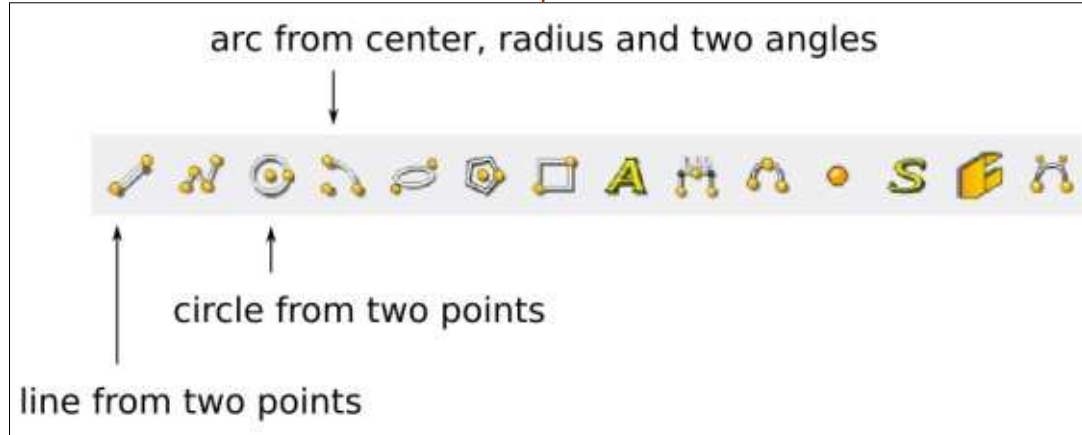 arc from center, radius and two angles
circle from two points
line from two points